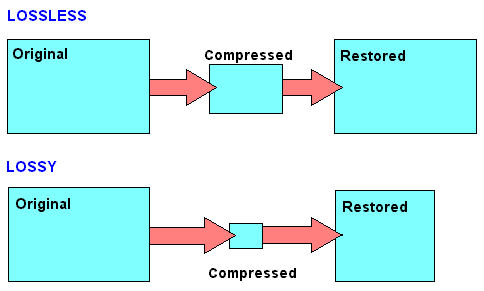 LOSSLESS
Original
Compressed
Restored
LOSSY
Original
Compressed
Restored